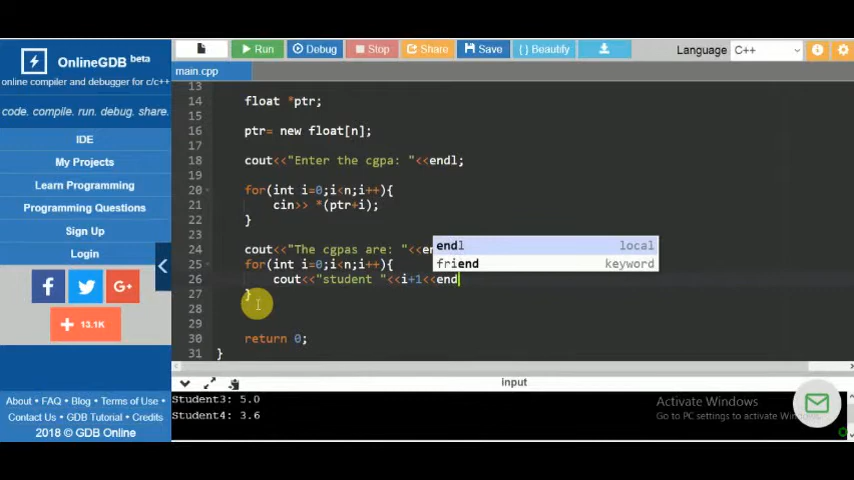 OnlineGDB beta
online compiler and debugger for c/c++
code. compile. run. debug. share.
IDE
My Projects
Learn Programming
Programming Questions
Sign Up
Login
f
G+
+ 13.1K
About • FAQ • Blog • Terms of Use •
Contact Us • GDB Tutorial • Credits
2018 © GDB Online
Run Debug Stop Share Save { } Beautify Language C++
main.cpp
13
14 float *ptr;
15
16 ptr= new float[n];
17
18 cout<<"Enter the cgpa: "<<endl;
19
20 for(int i=0;i<n;i++){
21 cin>> *(ptr+i);
22 }
23
24 cout<<"The cgpas are: "<<en
25 for(int i=0;i<n;i++){
26 cout<<"student "<<i+1<<end
27 }
28
29
30 return 0;
31 }
endl local
friend keyword
input
Student3: 5.0
Student4: 3.6
Activate Windows
Go to PC settings to activate Windows.